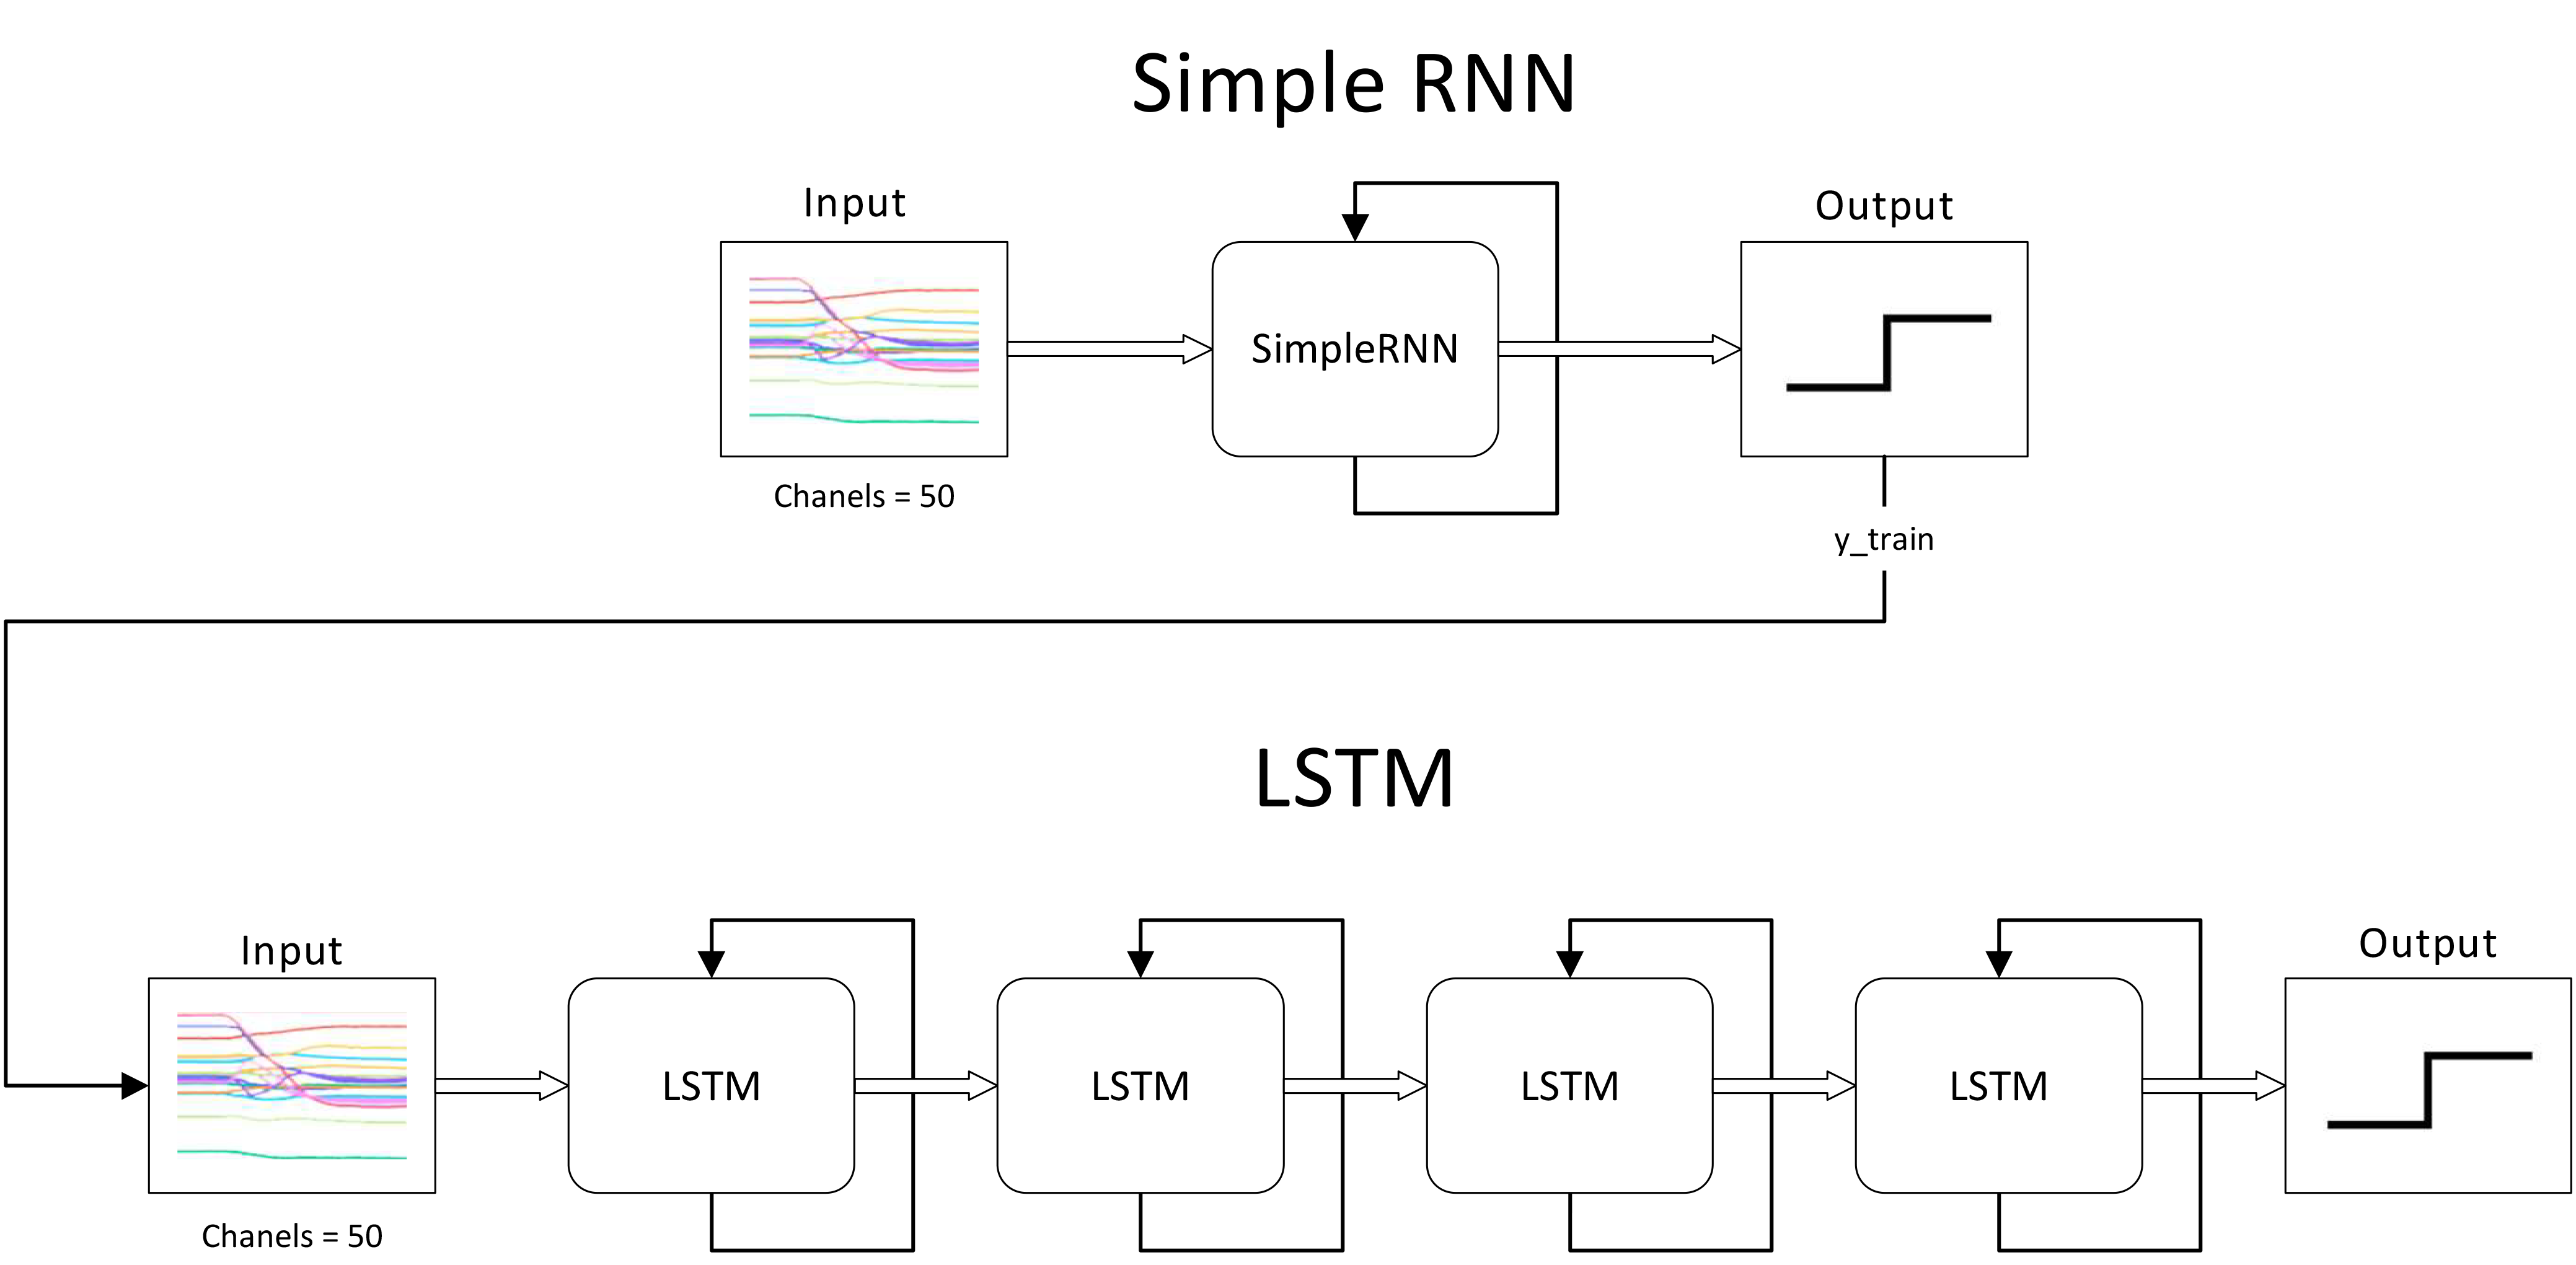 Simple RNN
Input
Output
SimpleRNN
Chanels = 50
y_train
LSTM
Input
Output
LSTM
LSTM
LSTM
LSTM
Chanels = 50